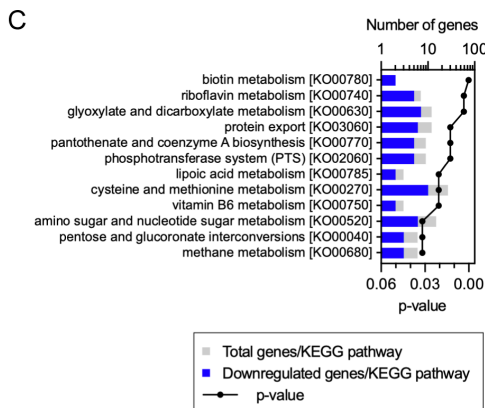 C
Number of genes
1 10 100
biotin metabolism [KO00780]
riboflavin metabolism [KO00740]
glyoxylate and dicarboxylate metabolism [KO00630]
protein export [KO03060]
pantothenate and coenzyme A biosynthesis [KO00770]
phosphotransferase system (PTS) [KO02060]
lipoic acid metabolism [KO00785]
cysteine and methionine metabolism [KO00270]
vitamin B6 metabolism [KO00750]
amino sugar and nucleotide sugar metabolism [KO00520]
pentose and glucoronate interconversions [KO00040]
methane metabolism [KO00680]
0.06 0.03 0.00
p-value
Total genes/KEGG pathway
Downregulated genes/KEGG pathway
p-value